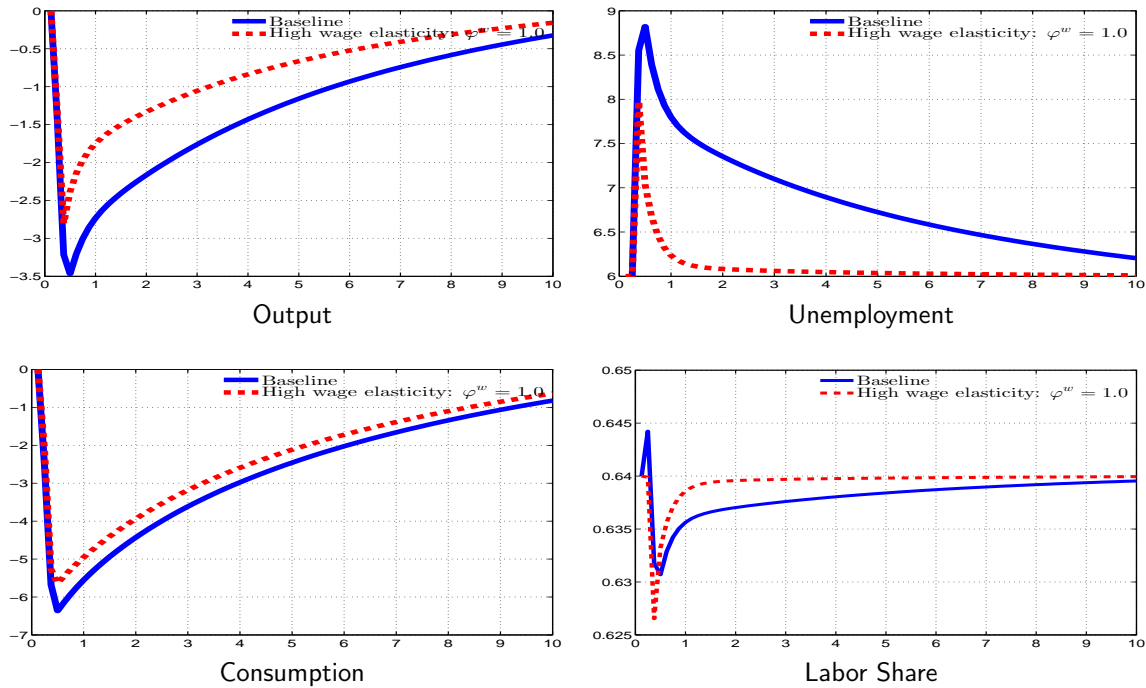 0
−0.5
−1
−1.5
−2
−2.5
−3
−3.5
0 1 2 3 4 5 6 7 8 9 10
Baseline
High wage elasticity: φʷ = 1.0
Output
9
8.5
8
7.5
7
6.5
6
0 1 2 3 4 5 6 7 8 9 10
Baseline
High wage elasticity: φʷ = 1.0
Unemployment
0
−1
−2
−3
−4
−5
−6
−7
0 1 2 3 4 5 6 7 8 9 10
Baseline
High wage elasticity: φʷ = 1.0
Consumption
0.65
0.645
0.64
0.635
0.63
0.625
0 1 2 3 4 5 6 7 8 9 10
Baseline
High wage elasticity: φʷ = 1.0
Labor Share